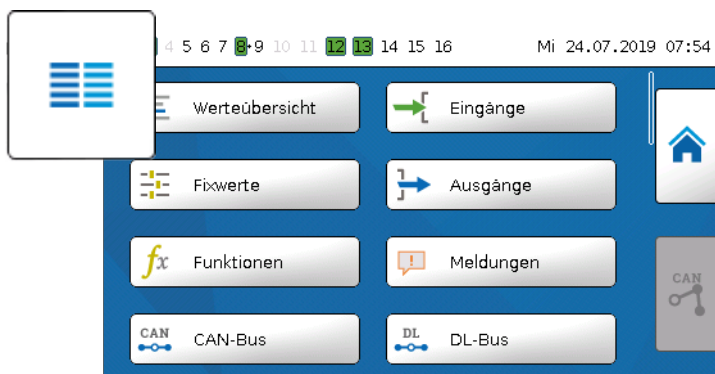 4 5 6 7 8 9 10 11 12 13 14 15 16 Mi 24.07.2019 07:54
Werteübersicht Eingänge
Fixwerte Ausgänge
fx Funktionen ! Meldungen CAN
CAN CAN-Bus DL DL-Bus